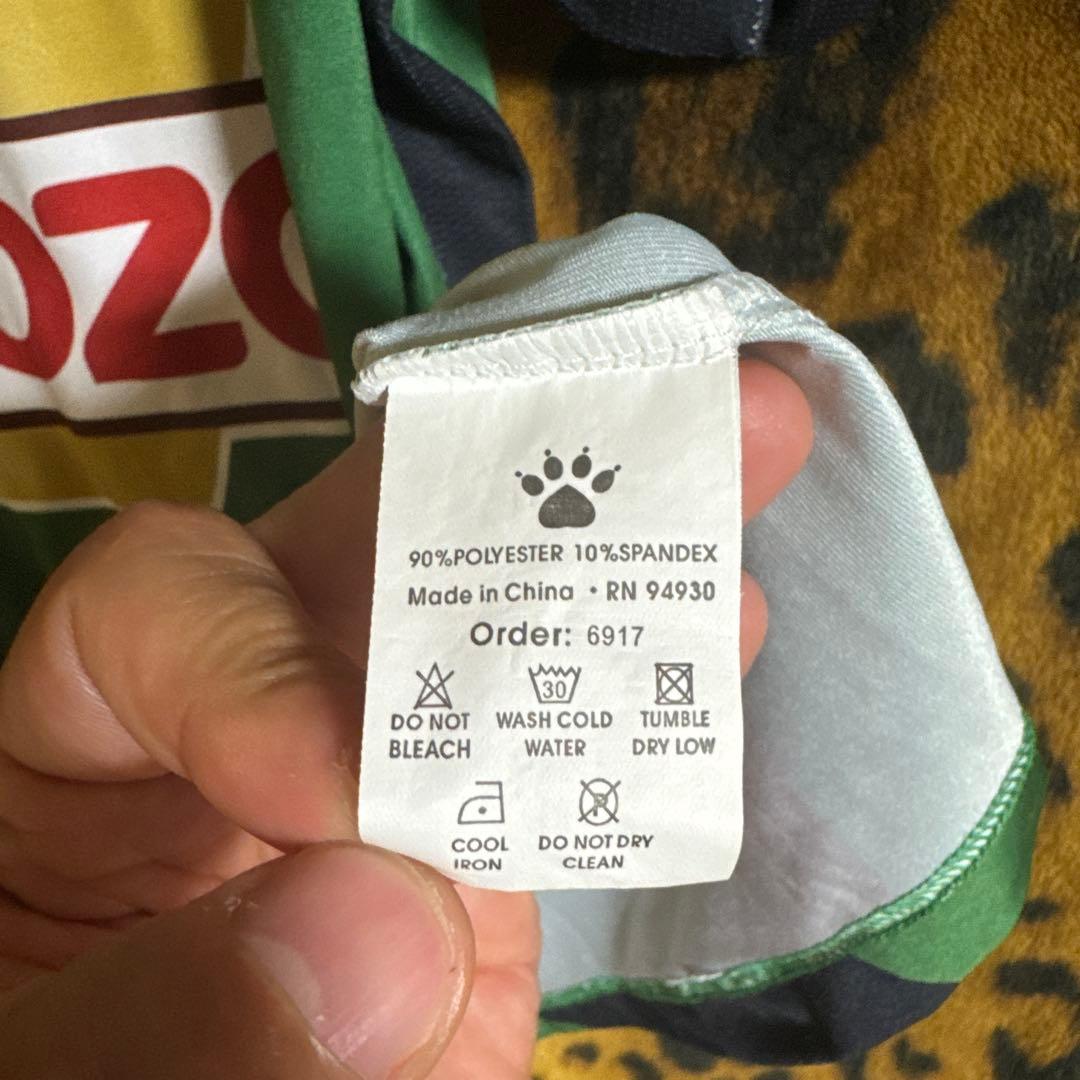 OZO
90%POLYESTER 10%SPANDEX
Made in China • RN 94930
Order: 6917
30
DO NOT
BLEACH
WASH COLD
WATER
TUMBLE
DRY LOW
P
COOL
IRON
DO NOT DRY
CLEAN